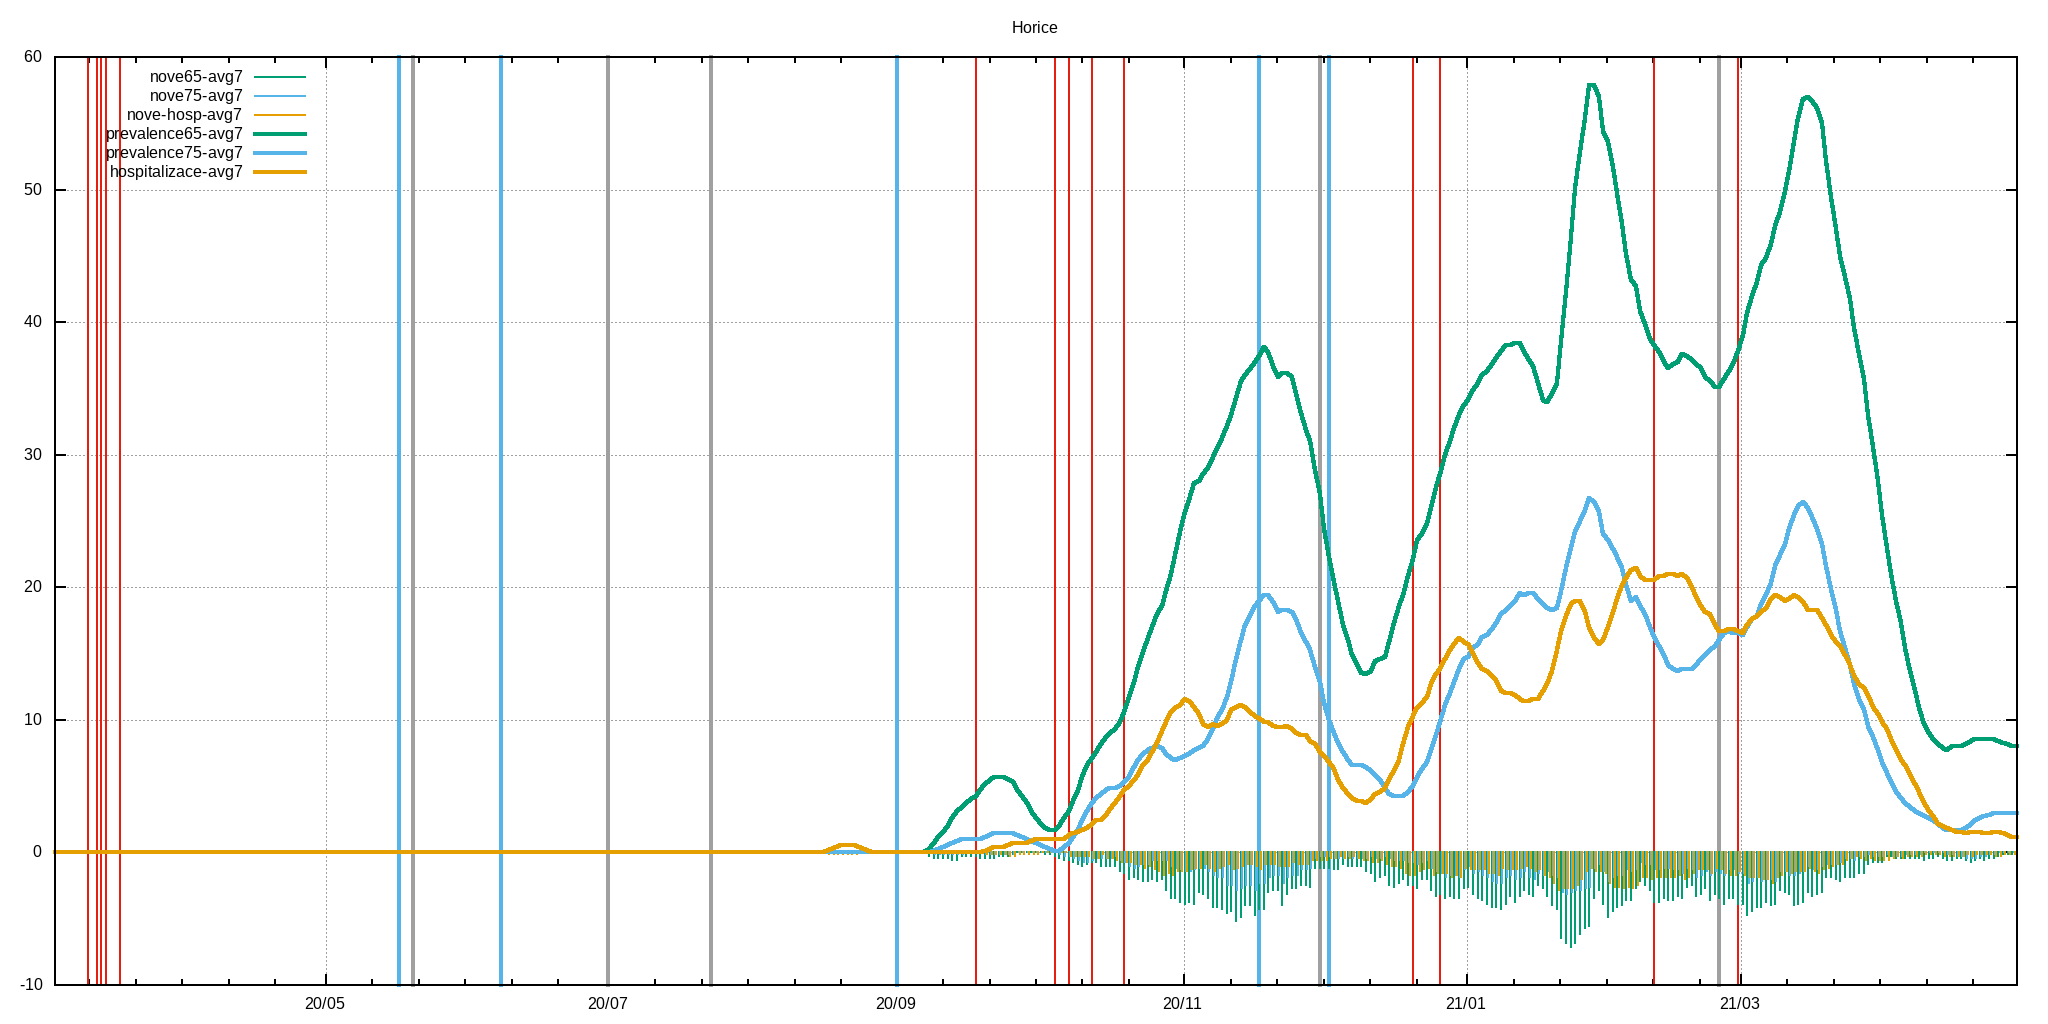 Horice
60
nove65-avg7
nove75-avg7
nove-hosp-avg7
prevalence65-avg7
prevalence75-avg7
hospitalizace-avg7
50
40
30
20
10
0
-10
20/05 20/07 20/09 20/11 21/01 21/03